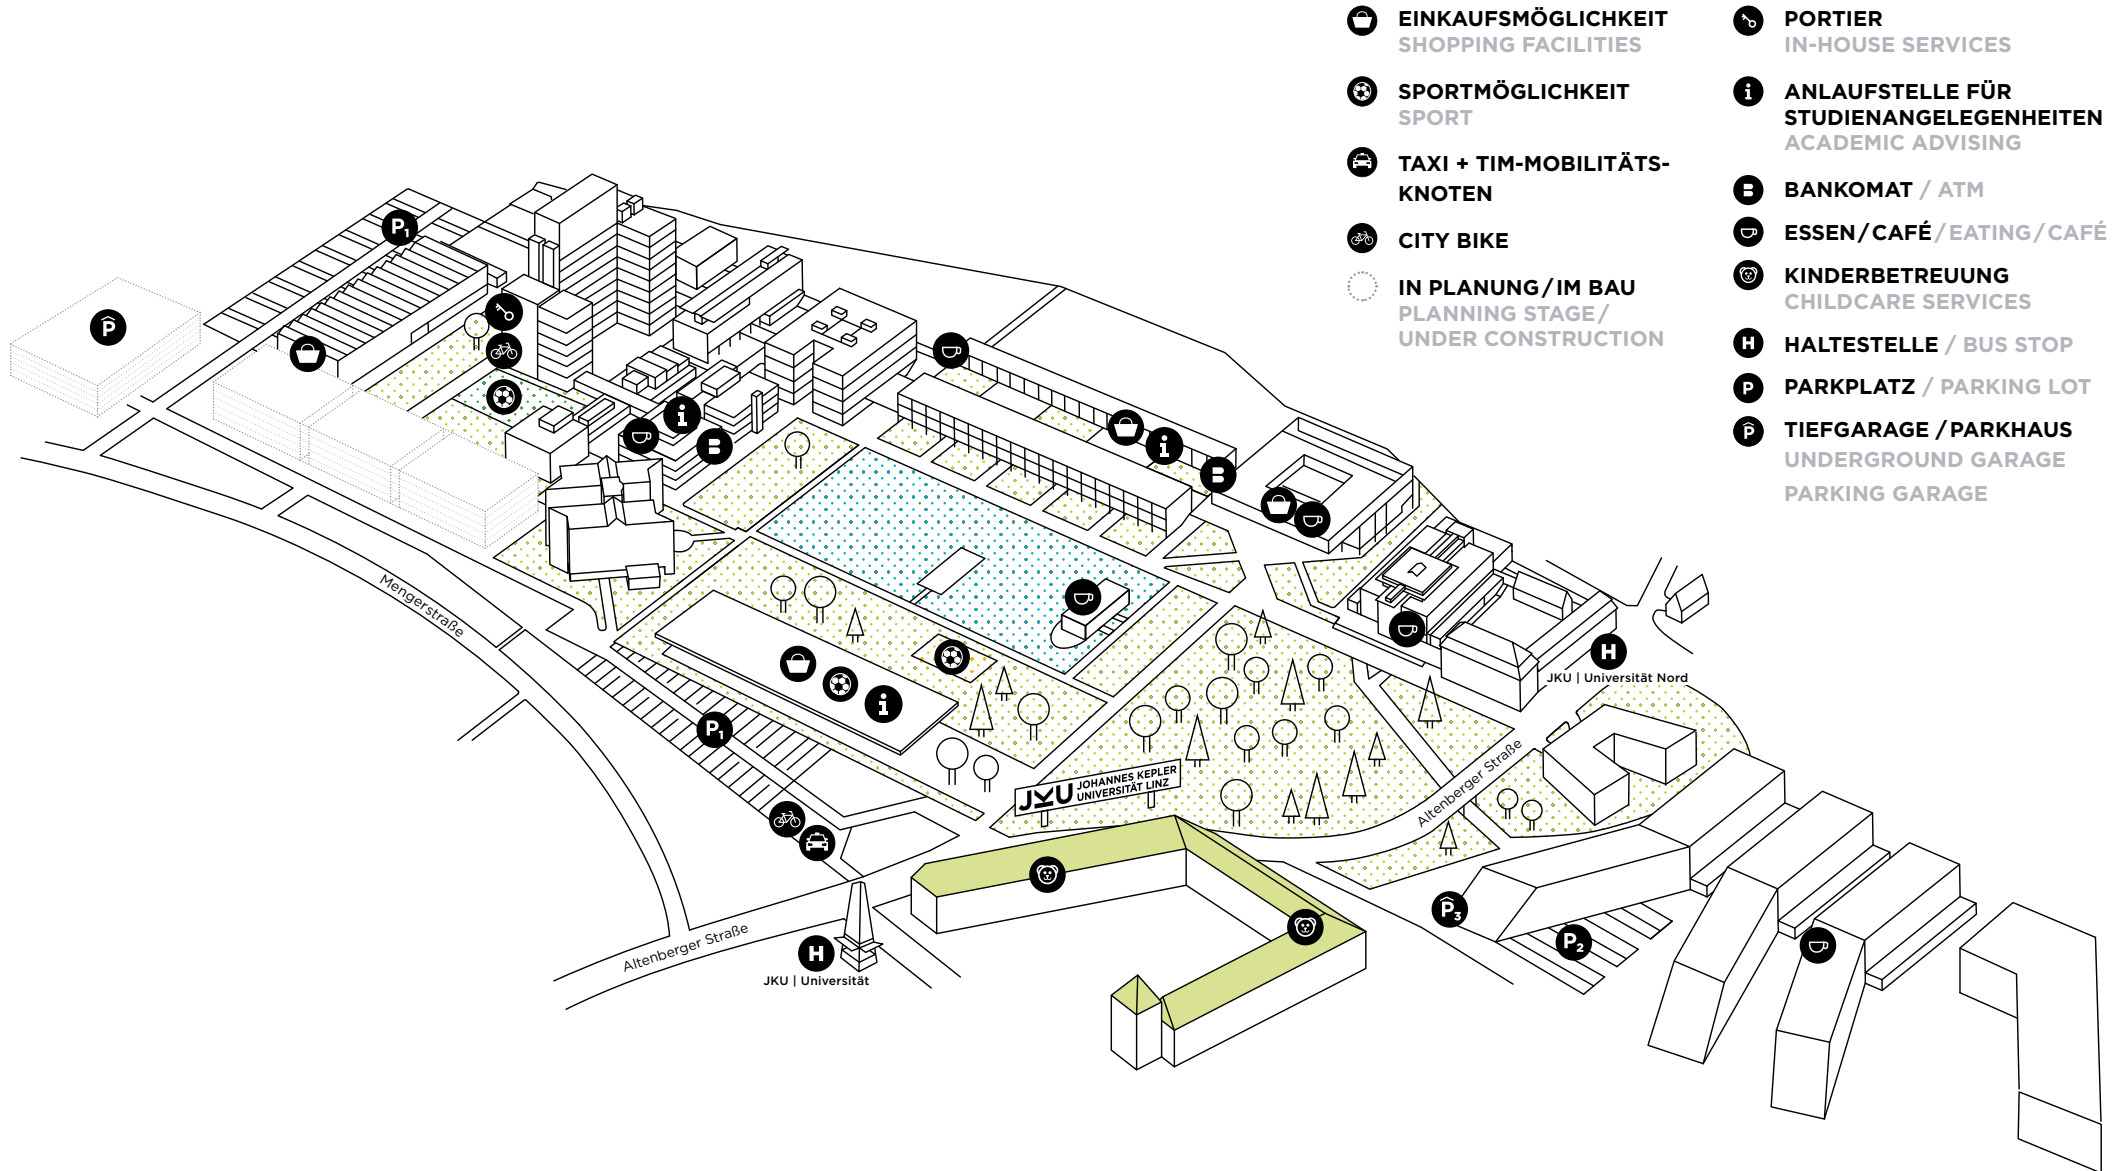 EINKAUFSMÖGLICHKEIT
SHOPPING FACILITIES
SPORTMÖGLICHKEIT
SPORT
TAXI + TIM-MOBILITÄTS-
KNOTEN
CITY BIKE
IN PLANUNG/IM BAU
PLANNING STAGE/
UNDER CONSTRUCTION
PORTIER
IN-HOUSE SERVICES
i ANLAUFSTELLE FÜR
STUDIENANGELEGENHEITEN
ACADEMIC ADVISING
B BANKOMAT / ATM
ESSEN/CAFÉ/EATING/CAFÉ
KINDERBETREUUNG
CHILDCARE SERVICES
H HALTESTELLE / BUS STOP
P PARKPLATZ / PARKING LOT
P TIEFGARAGE / PARKHAUS
UNDERGROUND GARAGE
PARKING GARAGE
P1
P
i
B
i
B
Mengerstraße
H
JKU | Universität Nord
i
P1
JKU JOHANNES KEPLER
UNIVERSITÄT LINZ
Altenberger Straße
P3
P2
Altenberger Straße
H
JKU | Universität